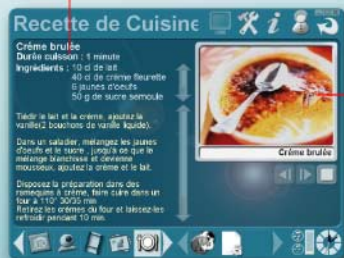 Recette de Cuisine
Crème brulée
Durée cuisson : 1 minute
Ingrédients : 10 cl de lait
40 cl de crème fleurette
6 jaunes d'oeufs
50 g de sucre semoule
Tiédir le lait et la crème, ajoutez la
vanille(2 bouchons de vanille liquide).
Dans un saladier, mélangez les jaunes
d'oeufs et le sucre , jusqu'à ce que le
mélange blanchisse et devienne
mousseux, ajoutez la crème et le lait.
Disposez la préparation dans des
ramequins à crème, faire cuire dans un
four à 110° 30/35 min
Retirez les crèmes du four et laissez-les
refroidir pendant 10 min.
Crème brulée